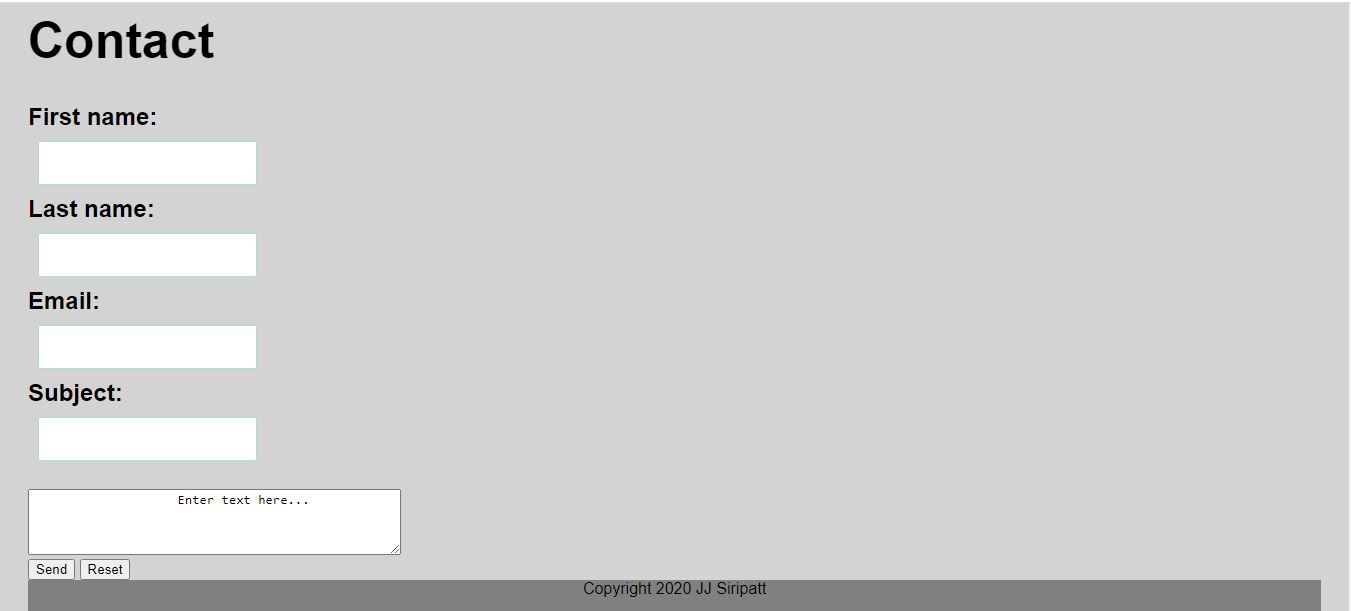 Contact
First name:
Last name:
Email:
Subject:
Enter text here...
Send Reset
Copyright 2020 JJ Siripatt